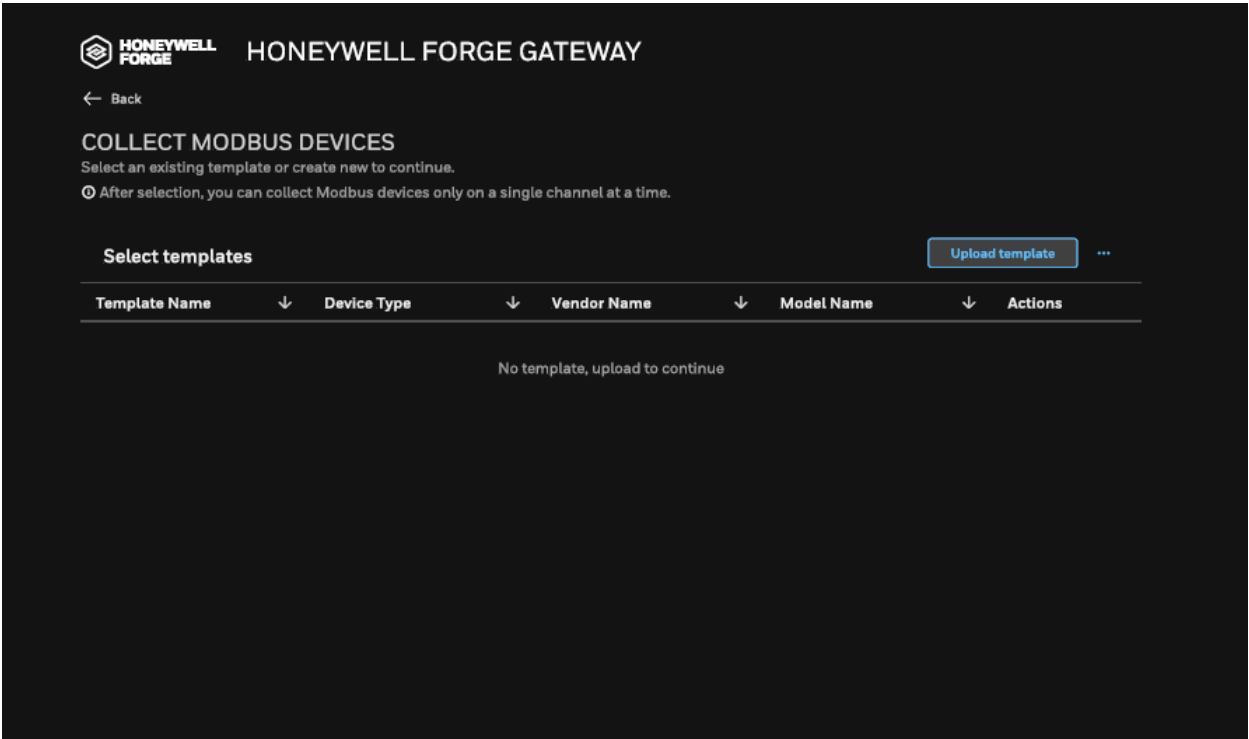 HONEYWELL
FORGE
HONEYWELL FORGE GATEWAY
Back
COLLECT MODBUS DEVICES
Select an existing template or create new to continue.
After selection, you can collect Modbus devices only on a single channel at a time.
Select templates
Upload template
Template Name Device Type Vendor Name Model Name Actions
No template, upload to continue